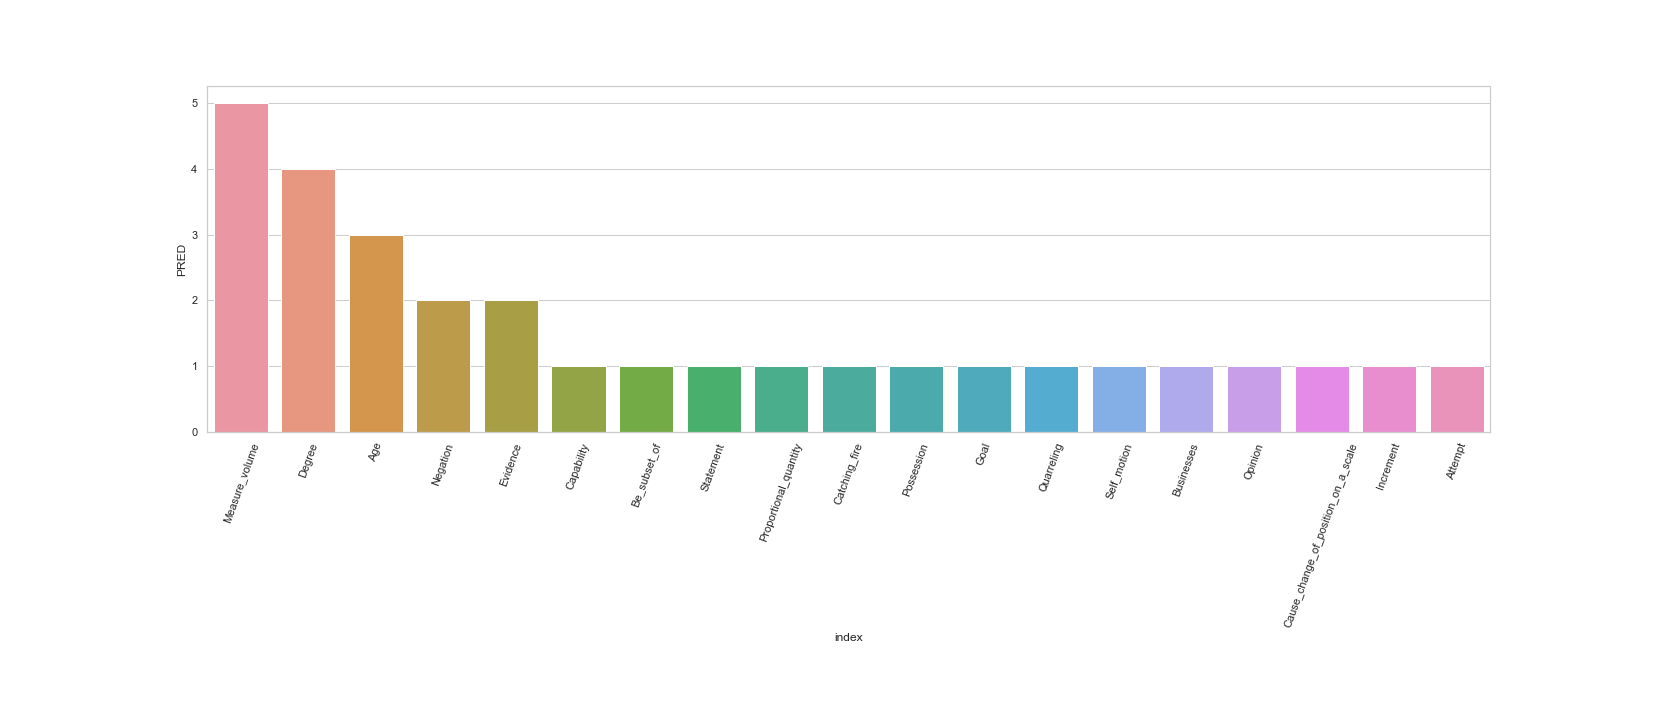 5
4
3
2
1
0
PRED
Measure_volume
Degree
Age
Negation
Evidence
Capability
Be_subset_of
Statement
Proportional_quantity
Catching_fire
Possession
Goal
Quarreling
Self_motion
Businesses
Opinion
Cause_change_of_position_on_a_scale
Increment
Attempt
index